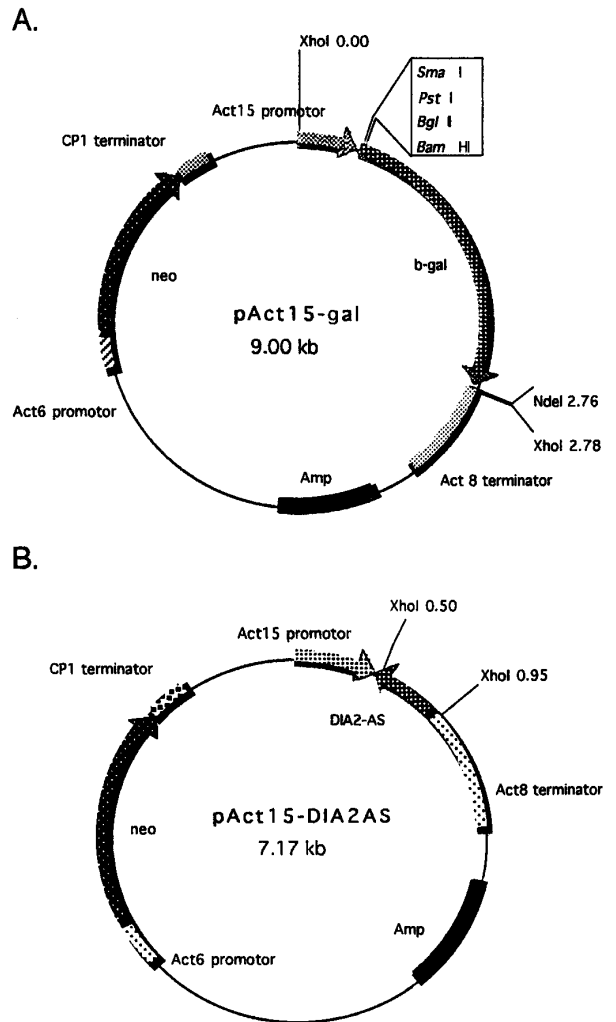 A.
XhoI 0.00
Act15 promotor
Sma I
Pst I
Bgl II
Bam HI
CP1 terminator
b-gal
neo
pAct15-gal
9.00 kb
Act6 promotor
NdeI 2.76
XhoI 2.78
Amp
Act 8 terminator
B.
XhoI 0.50
Act15 promotor
CP1 terminator
XhoI 0.95
DIA2-AS
Act8 terminator
neo
pAct15-DIA2AS
7.17 kb
Amp
Act6 promotor